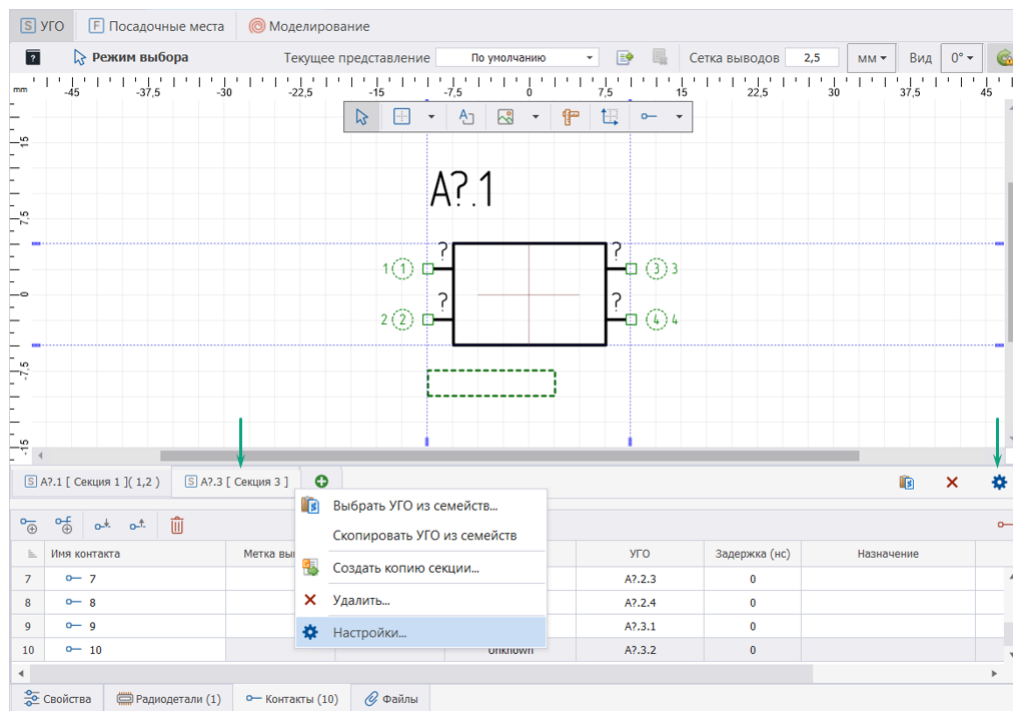 S УГО F Посадочные места Моделирование
? Режим выбора Текущее представление По умолчанию Сетка выводов 2,5 мм Вид 0°
mm -45 -37,5 -30 -22,5 -15 -7,5 0 7,5 15 22,5 30 37,5 45
15
7,5
0
-7,5
-15
A?.1
? ?
1 1 3 3
? ?
2 2 4 4
S A?.1 [ Секция 1 ]( 1,2 ) S A?.3 [ Секция 3 ]
Выбрать УГО из семейств...
Скопировать УГО из семейств
Создать копию секции...
Удалить...
Настройки...
Имя контакта Метка вы УГО Задержка (нс) Назначение
7 7 A?.2.3 0
8 8 A?.2.4 0
9 9 A?.3.1 0
10 10 Unknown A?.3.2 0
Свойства Радиодетали (1) Контакты (10) Файлы